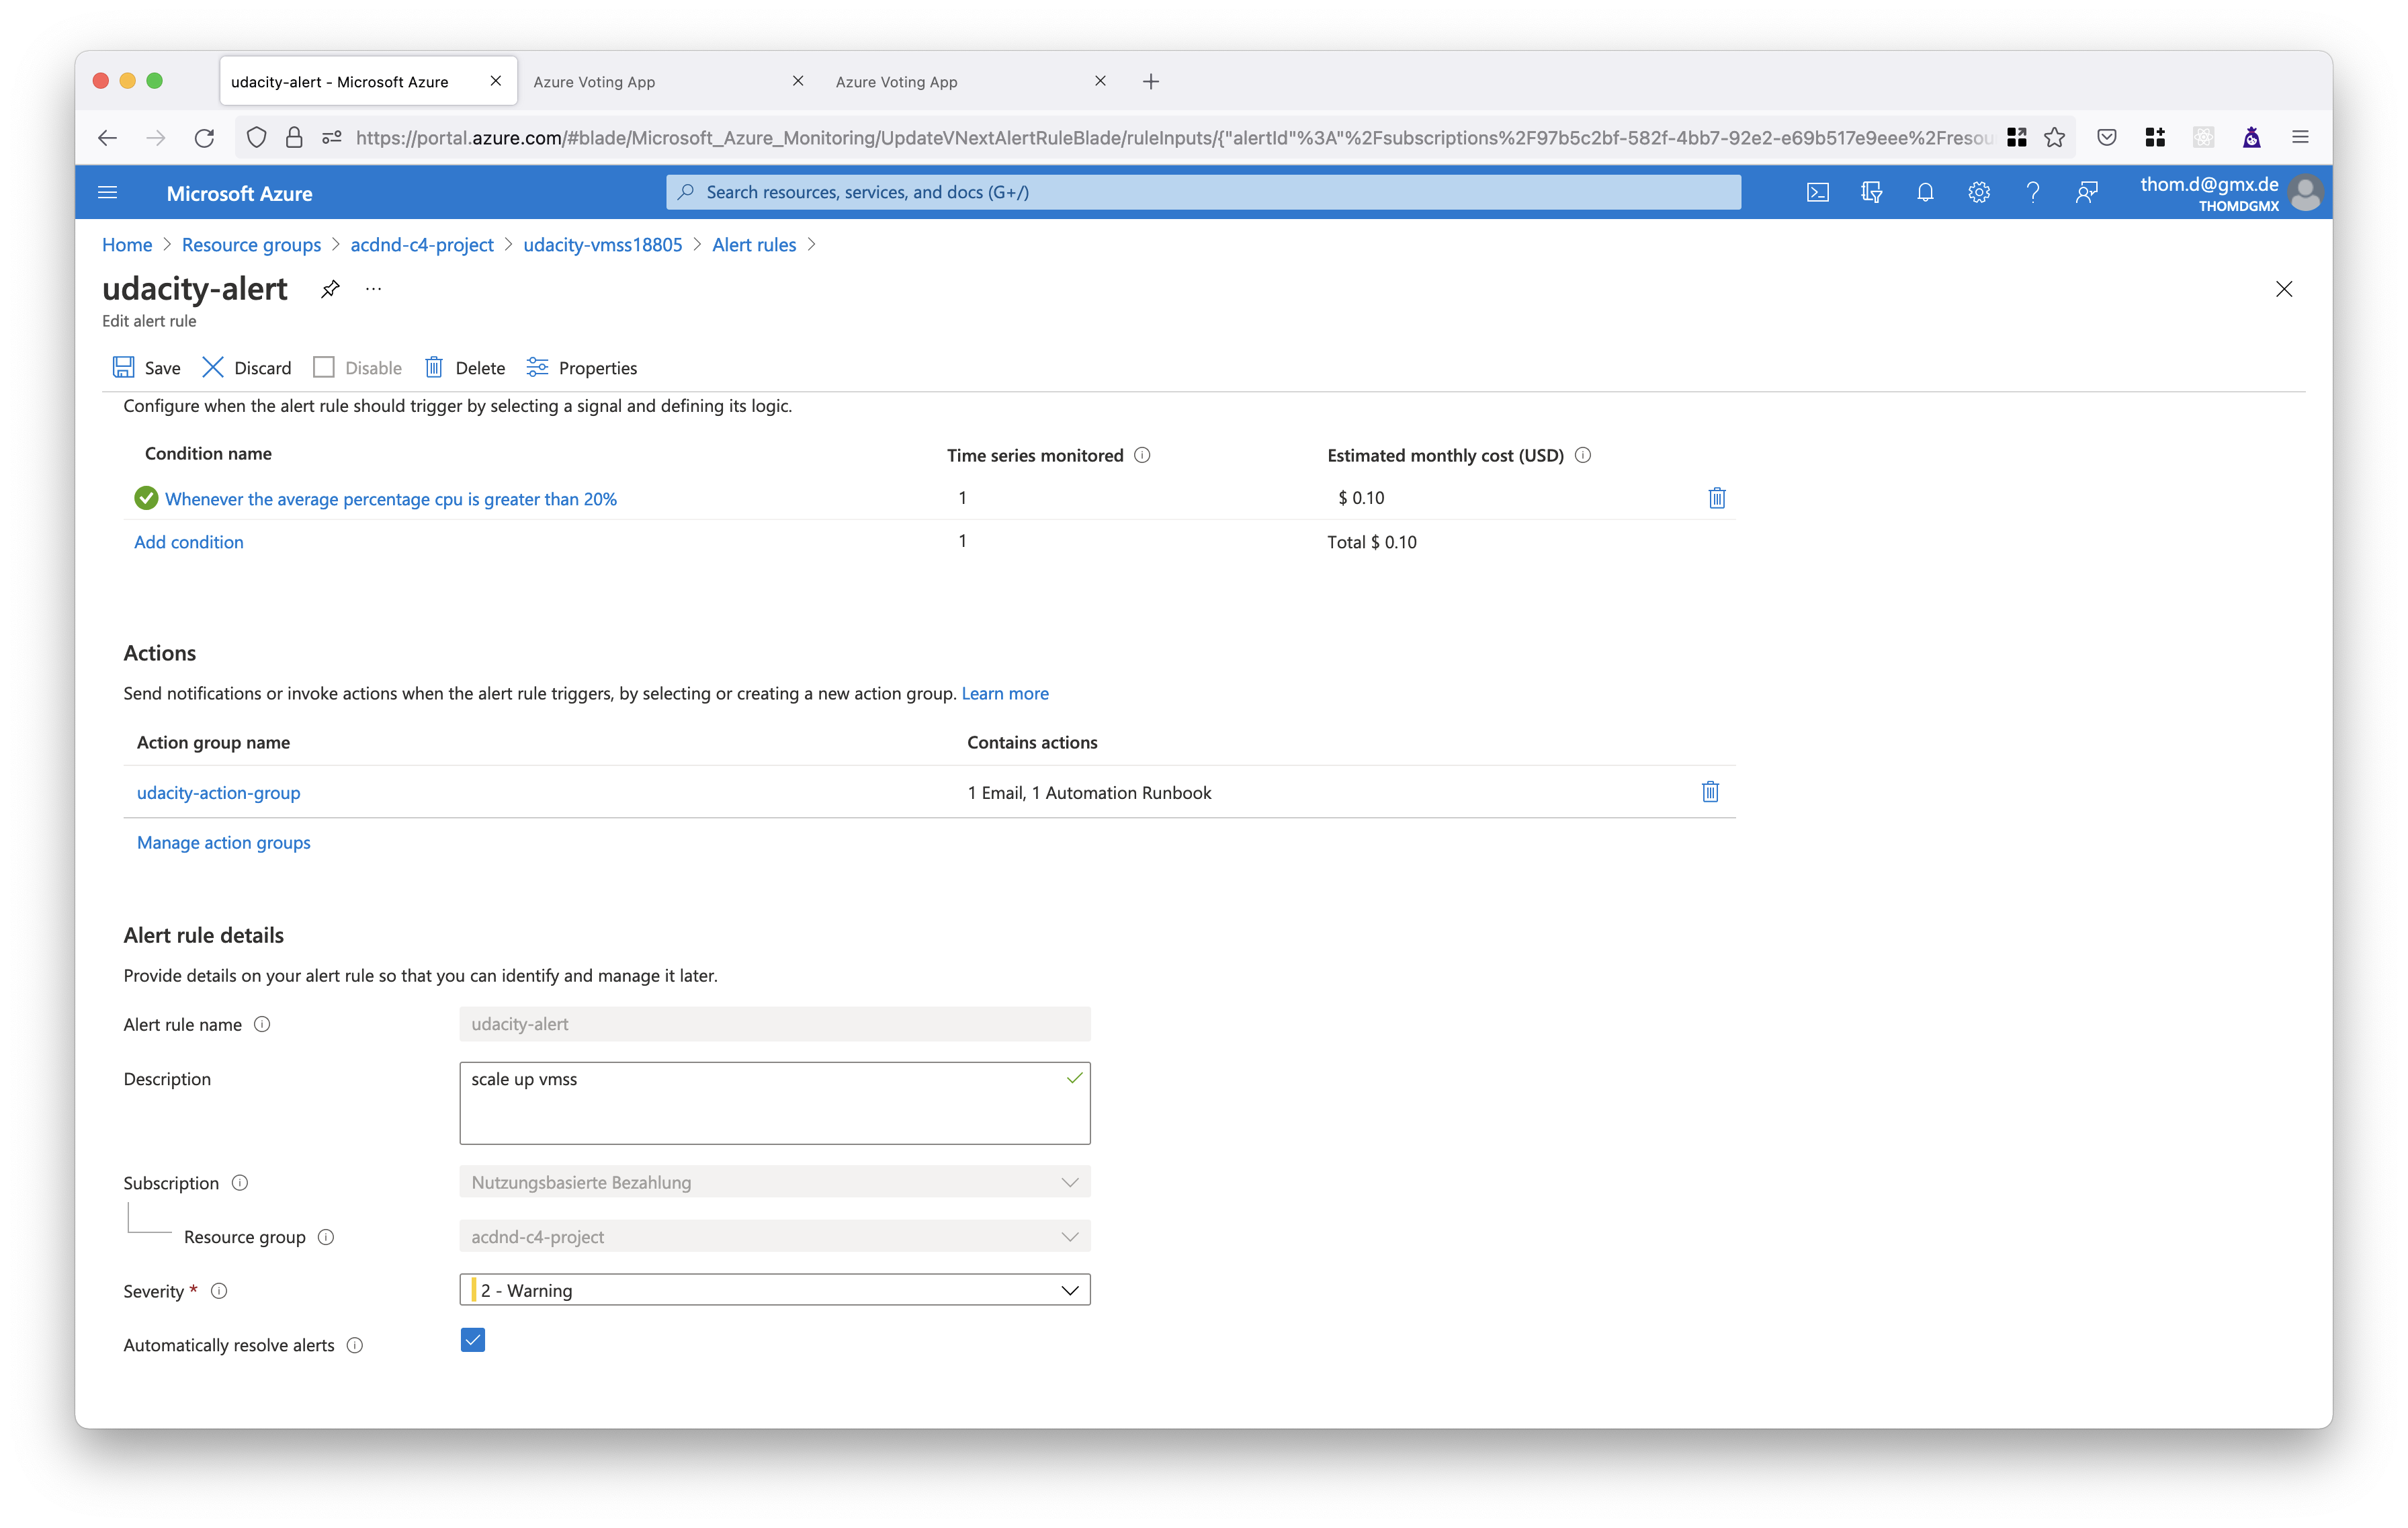 udacity-alert - Microsoft Azure
Azure Voting App
Azure Voting App
https://portal.azure.com/#blade/Microsoft_Azure_Monitoring/UpdateVNextAlertRuleBlade/ruleInputs/{"alertId"%3A"%2Fsubscriptions%2F97b5c2bf-582f-4bb7-92e2-e69b517e9eee%2Fresou
Microsoft Azure
Search resources, services, and docs (G+/)
thom.d@gmx.de
THOMDGMX
Home > Resource groups > acdnd-c4-project > udacity-vmss18805 > Alert rules >
udacity-alert
Edit alert rule
Save Discard Disable Delete Properties
Configure when the alert rule should trigger by selecting a signal and defining its logic.
Condition name Time series monitored Estimated monthly cost (USD)
Whenever the average percentage cpu is greater than 20% 1 $ 0.10
Add condition 1 Total $ 0.10
Actions
Send notifications or invoke actions when the alert rule triggers, by selecting or creating a new action group. Learn more
Action group name Contains actions
udacity-action-group 1 Email, 1 Automation Runbook
Manage action groups
Alert rule details
Provide details on your alert rule so that you can identify and manage it later.
Alert rule name udacity-alert
Description scale up vmss
Subscription Nutzungsbasierte Bezahlung
Resource group acdnd-c4-project
Severity * 2 - Warning
Automatically resolve alerts